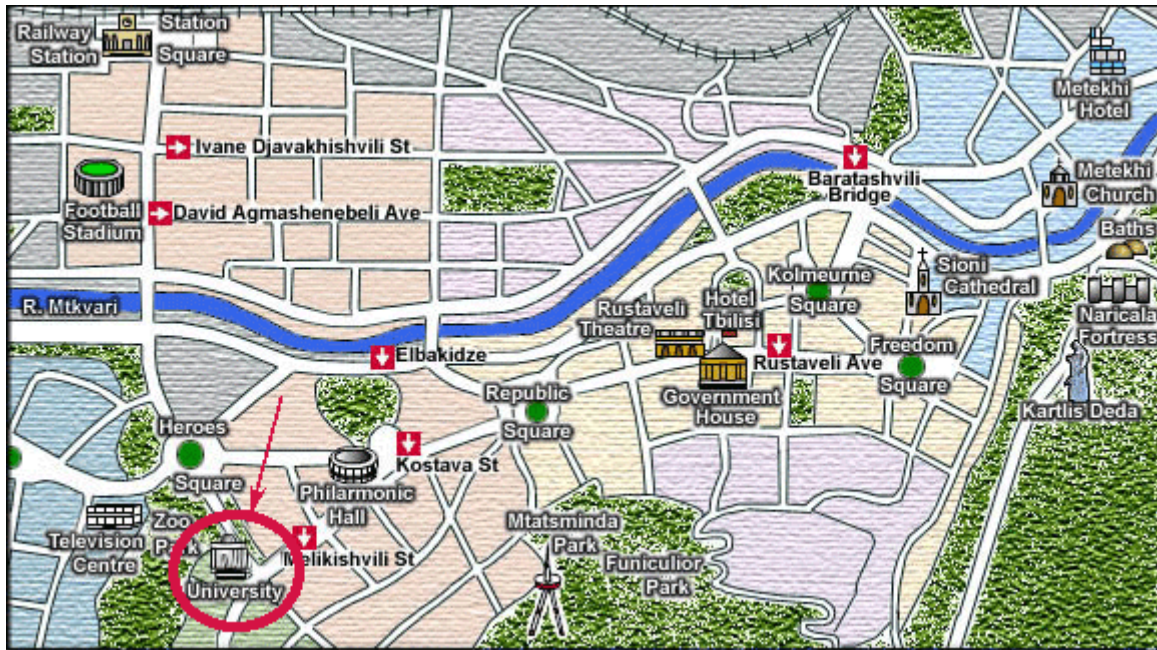 Railway
Station
Station
Square
Ivane Djavakhishvili St
Football
Stadium
David Agmashenebeli Ave
R. Mtkvari
Elbakidze
Metekhi
Hotel
Baratashvili
Bridge
Metekhi
Church
Baths
Sioni
Cathedral
Naricala
Fortress
Kolmeurne
Square
Hotel
Tbilisi
Rustaveli
Theatre
Rustaveli Ave
Freedom
Square
Government
House
Kartlis Deda
Republic
Square
Heroes
Square
Kostava St
Philarmonic
Hall
Television
Centre
Zoo
Park
Melikishvili St
University
Mtatsminda
Park
Funiculior
Park